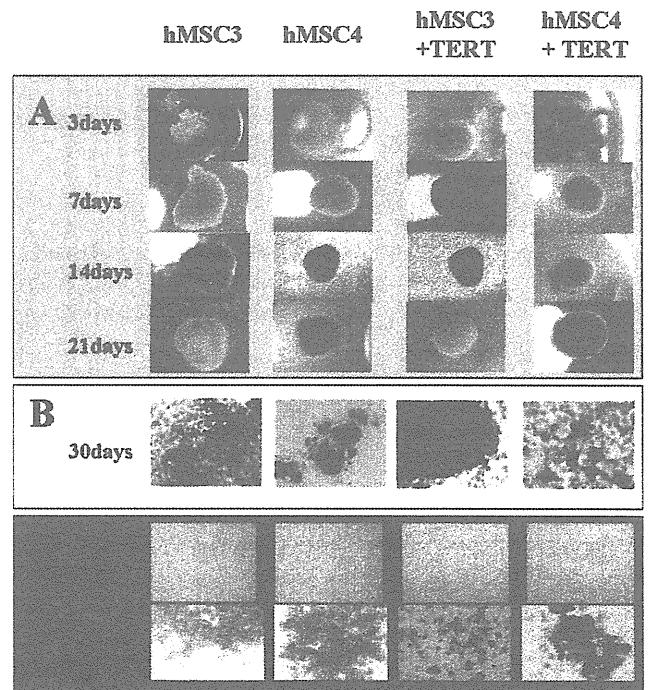 hMSC3 hMSC4 hMSC3 +TERT hMSC4 + TERT
A 3days
7days
14days
21days
B
30days